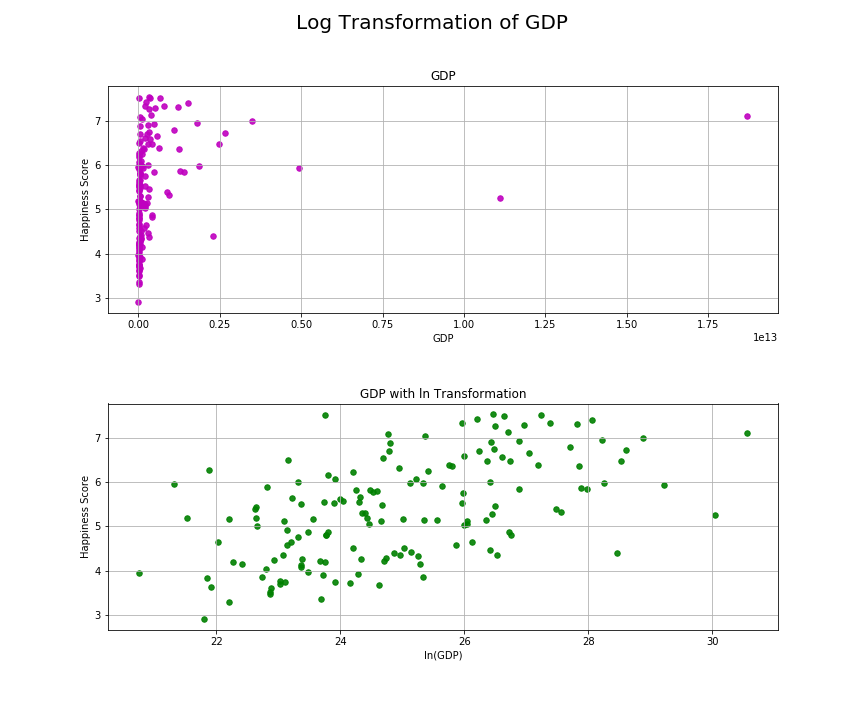 Log Transformation of GDP
GDP
Happiness Score
7
6
5
4
3
0.00 0.25 0.50 0.75 1.00 1.25 1.50 1.75
1e13
GDP
GDP with ln Transformation
Happiness Score
7
6
5
4
3
22 24 26 28 30
ln(GDP)